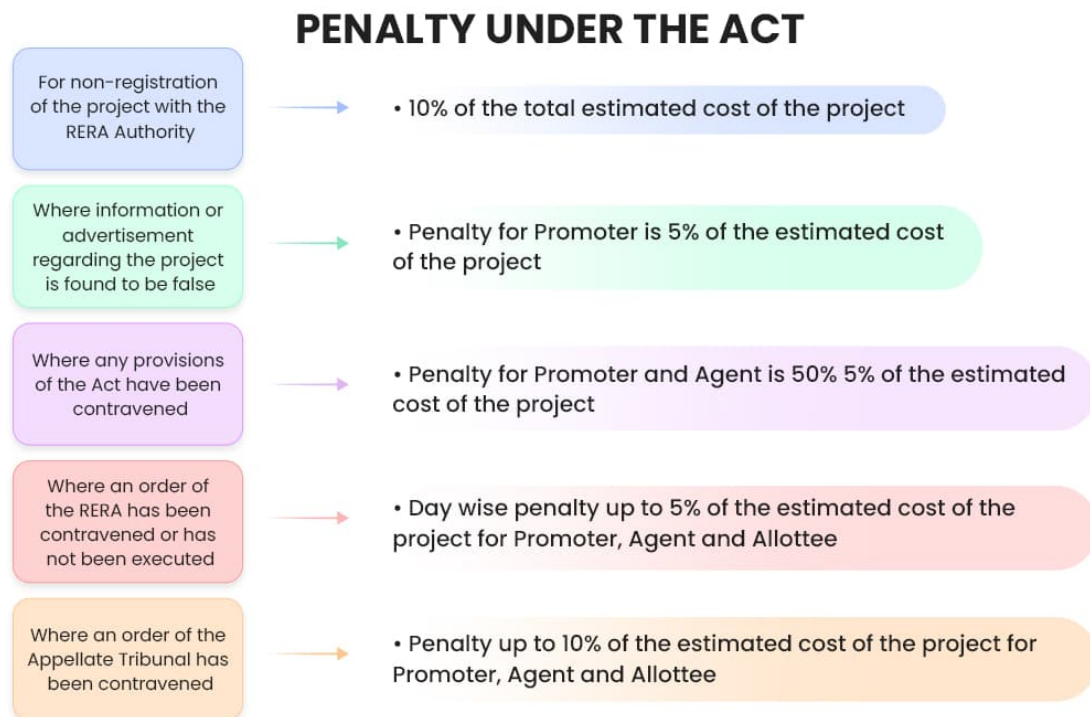 PENALTY UNDER THE ACT
For non-registration
of the project with the
RERA Authority
• 10% of the total estimated cost of the project
Where information or
advertisement
regarding the project
is found to be false
• Penalty for Promoter is 5% of the estimated cost
of the project
Where any provisions
of the Act have been
contravened
• Penalty for Promoter and Agent is 50% 5% of the estimated
cost of the project
Where an order of
the RERA has been
contravened or has
not been executed
• Day wise penalty up to 5% of the estimated cost of the
project for Promoter, Agent and Allottee
Where an order of the
Appellate Tribunal has
been contravened
• Penalty up to 10% of the estimated cost of the project for
Promoter, Agent and Allottee